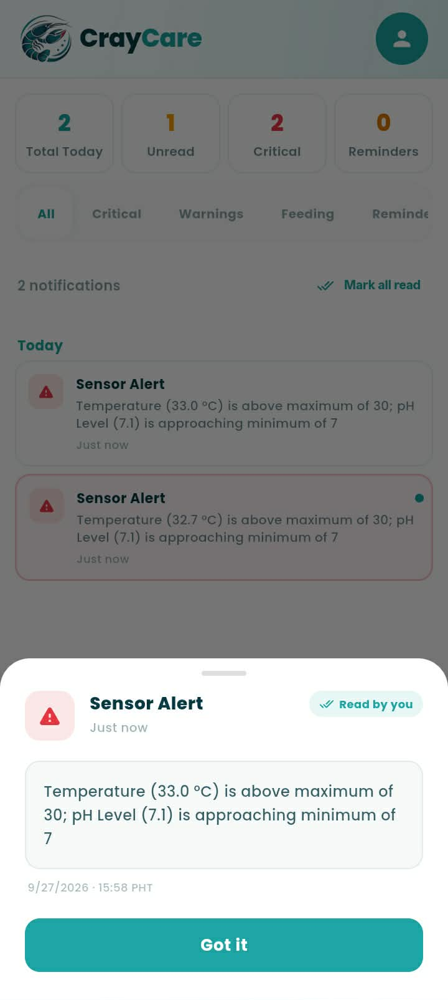 CrayCare
2 1 2 0
Total Today Unread Critical Reminders
All Critical Warnings Feeding Reminde
2 notifications Mark all read
Today
Sensor Alert
Temperature (33.0 °C) is above maximum of 30; pH
Level (7.1) is approaching minimum of 7
Just now
Sensor Alert
Temperature (32.7 °C) is above maximum of 30; pH
Level (7.1) is approaching minimum of 7
Just now
Sensor Alert Read by you
Just now
Temperature (33.0 °C) is above maximum of
30; pH Level (7.1) is approaching minimum of
7
9/27/2026 · 15:58 PHT
Got it